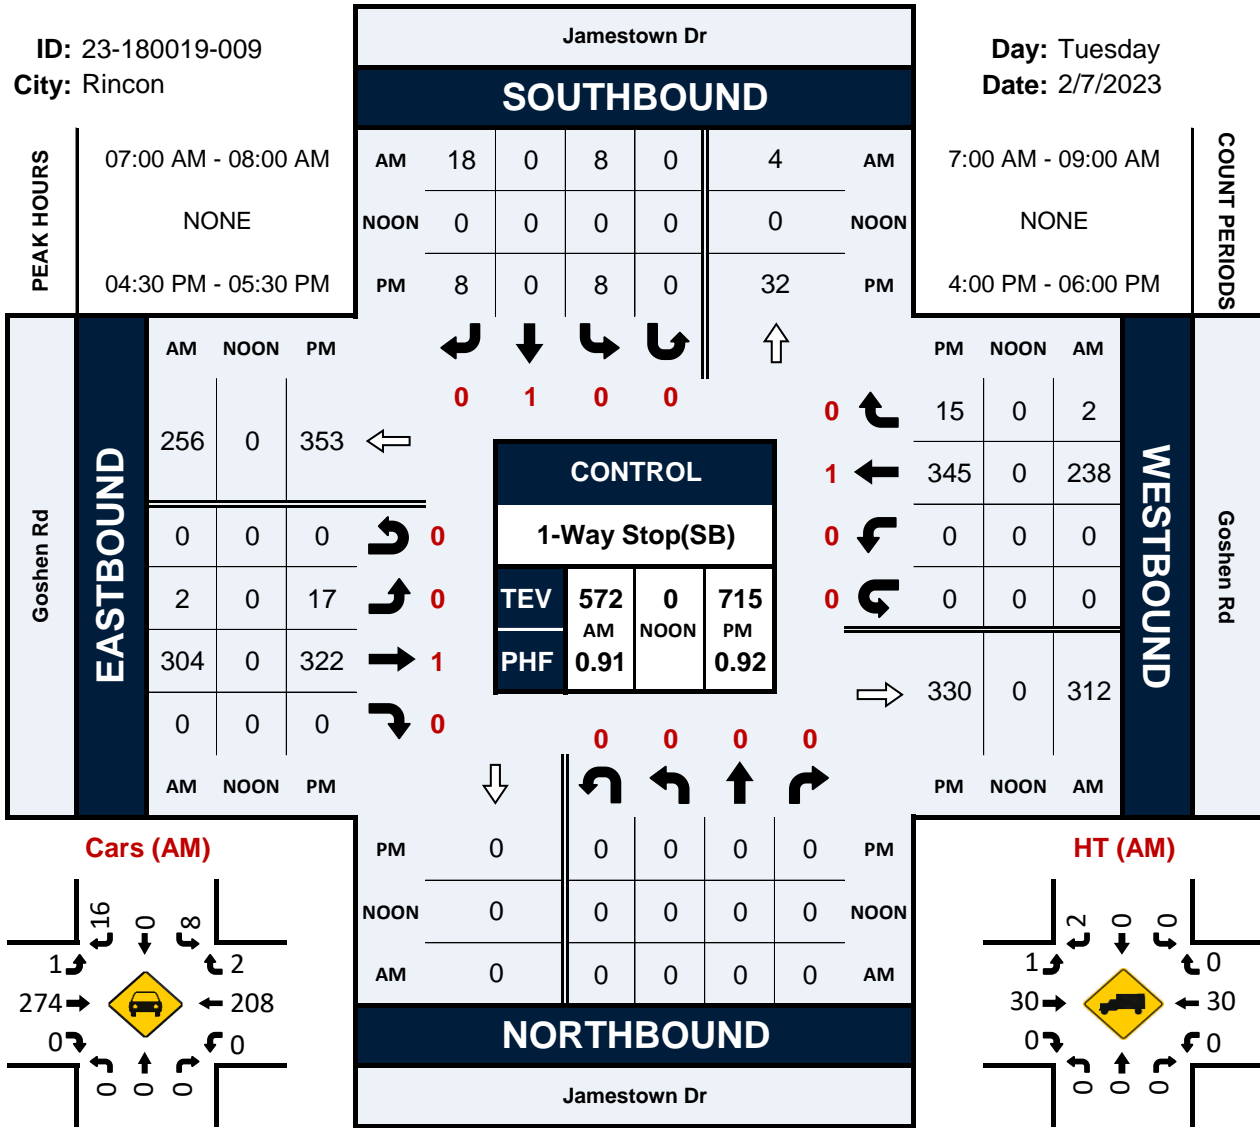 Jamestown Dr
ID: 23-180019-009
Day: Tuesday
City: Rincon
Date: 2/7/2023
SOUTHBOUND
PEAK HOURS
07:00 AM - 08:00 AM
NONE
04:30 PM - 05:30 PM
AM 18 0 8 0 4 AM
NOON 0 0 0 0 0 NOON
PM 8 0 8 0 32 PM
7:00 AM - 09:00 AM
NONE
4:00 PM - 06:00 PM
COUNT PERIODS
0 1 0 0
Goshen Rd
EASTBOUND
AM NOON PM
256 0 353
0 0 0 0
2 0 17 0
304 0 322 1
0 0 0 0
AM NOON PM
CONTROL
1-Way Stop(SB)
TEV 572 0 715
AM NOON PM
PHF 0.91 0.92
PM NOON AM
0 15 0 2
1 345 0 238
0 0 0 0
0 0 0 0
330 0 312
PM NOON AM
WESTBOUND
Goshen Rd
0 0 0 0
PM 0 0 0 0 0 PM
NOON 0 0 0 0 0 NOON
AM 0 0 0 0 0 AM
NORTHBOUND
Jamestown Dr
Cars (AM)
16 0 8
1 2
274 208
0 0
0 0 0
HT (AM)
2 0 0
1 0
30 30
0 0
0 0 0